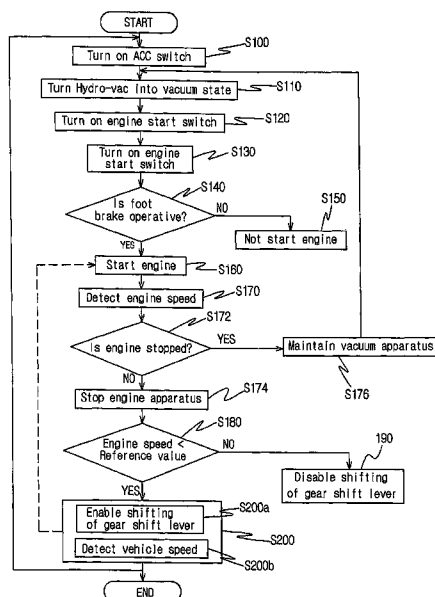 START
S100
Turn on ACC switch
Turn Hydro-vac into vacuum state
S110
Turn on engine start switch
S120
Turn on engine
start switch
S130
S140
Is foot
brake operative?
NO
S150
Not start engine
YES
Start engine
S160
Detect engine speed
S170
S172
Is engine stopped?
YES
Maintain vacuum apparatus
S176
NO
Stop engine apparatus
S174
S180
Engine speed <
Reference value
NO
190
Disable shifting
of gear shift lever
YES
S200a
Enable shifting
of gear shift lever
S200
Detect vehicle speed
S200b
END